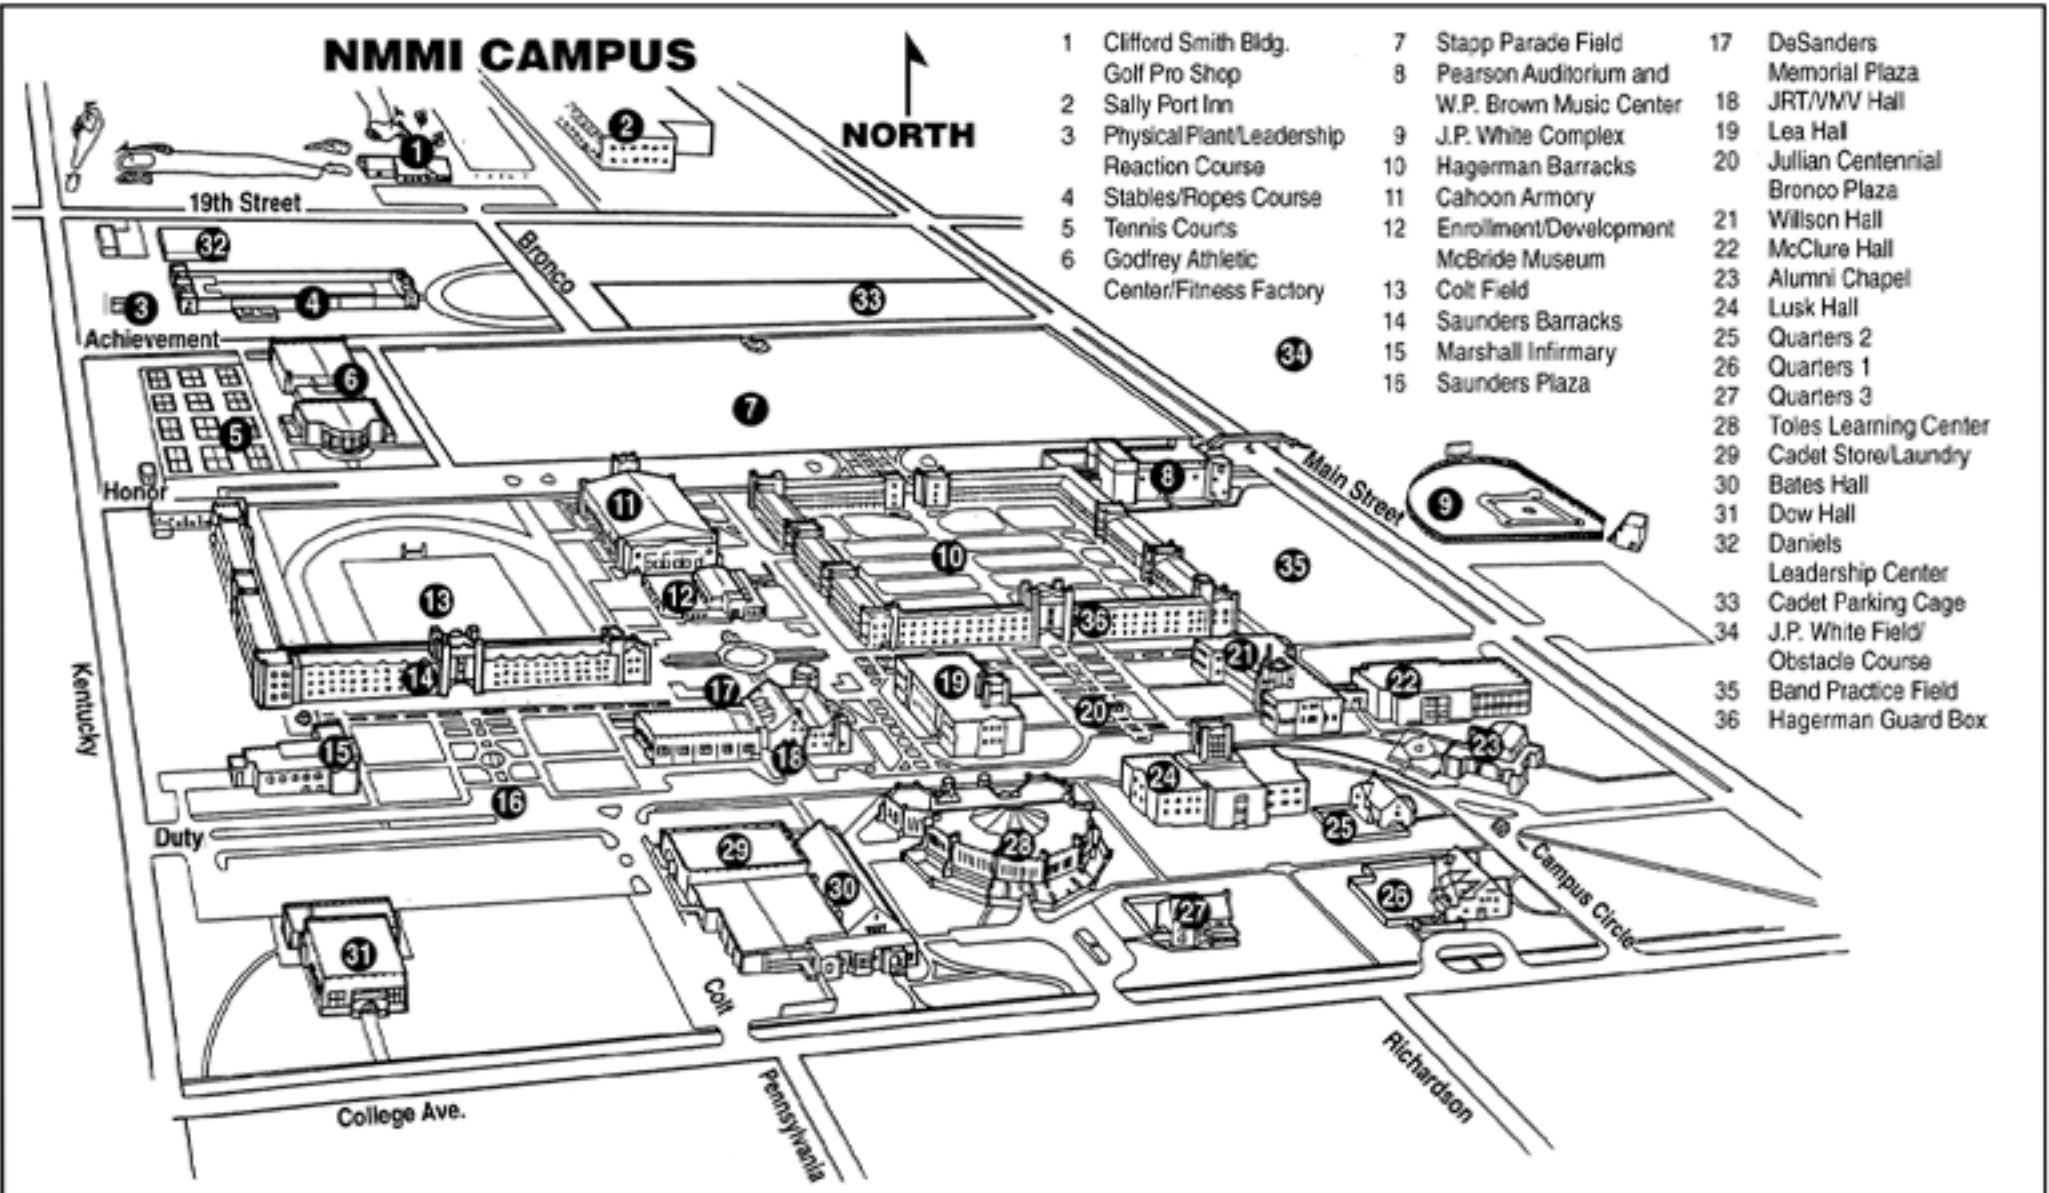 NMMI CAMPUS
NORTH
1 Clifford Smith Bldg.
Golf Pro Shop
2 Sally Port Inn
3 Physical Plant/Leadership
Reaction Course
4 Stables/Ropes Course
5 Tennis Courts
6 Godfrey Athletic
Center/Fitness Factory
7 Stapp Parade Field
8 Pearson Auditorium and
W.P. Brown Music Center
9 J.P. White Complex
10 Hagerman Barracks
11 Cahoon Armory
12 Enrollment/Development
McBride Museum
13 Colt Field
14 Saunders Barracks
15 Marshall Infirmary
16 Saunders Plaza
17 DeSanders
Memorial Plaza
18 JRT/VMV Hall
19 Lea Hall
20 Jullian Centennial
Bronco Plaza
21 Willson Hall
22 McClure Hall
23 Alumni Chapel
24 Lusk Hall
25 Quarters 2
26 Quarters 1
27 Quarters 3
28 Toles Learning Center
29 Cadet Store/Laundry
30 Bates Hall
31 Dow Hall
32 Daniels
Leadership Center
33 Cadet Parking Cage
34 J.P. White Field/
Obstacle Course
35 Band Practice Field
36 Hagerman Guard Box
1
2
19th Street
32
Bronco
3
4
33
Achievement
34
6
7
5
Honor
8
Main Street
9
11
10
35
13
12
36
Kentucky
14
17
19
21
22
20
15
18
23
16
24
25
Duty
29
28
30
27
26
Campus Circle
31
Colt
College Ave.
Pennsylvania
Richardson